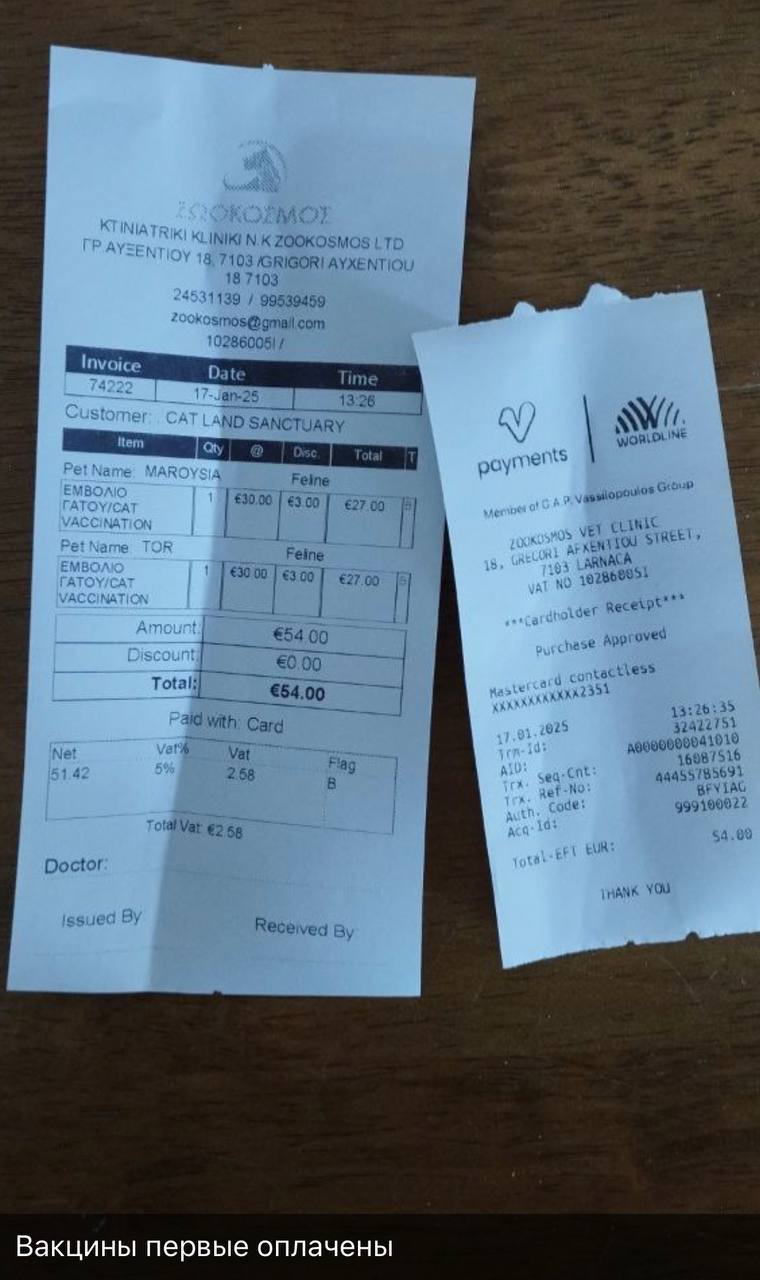 ΖΩΟΚΟΣΜΟΣ
KTINIATRIKI KLINIKI N.K ZOOKOSMOS LTD
ΓΡ.ΑΥΞΕΝΤΙΟΥ 18, 7103 /GRIGORI AYXENTIOU
18 7103
24531139 / 99539459
zookosmos@gmail.com
10286005I /
Invoice Date Time
74222 17-Jan-25 13:26
Customer: . CAT LAND SANCTUARY
Item Qty @ Disc. Total T
Pet Name: MAROYSIA Feline
ΕΜΒΟΛΙΟ 1 €30.00 €3.00 €27.00 B
ΓΑΤΟΥ/CAT
VACCINATION
Pet Name: TOR Feline
ΕΜΒΟΛΙΟ 1 €30.00 €3.00 €27.00
ΓΑΤΟΥ/CAT
VACCINATION
Amount: €54.00
Discount: €0.00
Total: €54.00
Paid with: Card
Net Vat% Vat Flag
51.42 5% 2.58 B
Total Vat: €2.58
Doctor:
Issued By Received By
payments WORLDLINE
Member of G.A.P. Vassilopoulos Group
ZOOKOSMOS VET CLINIC
18, GREGORI AFXENTIOU STREET,
7103 LARNACA
VAT NO 10286005I
***Cardholder Receipt***
Purchase Approved
Mastercard contactless
XXXXXXXXXXXX2351
17.01.2025 13:26:35
Trm-Id: 32422751
AID: A0000000041010
Trx. Seq-Cnt: 16087516
Trx. Ref-No: 44455785691
Auth. Code: BFYIAG
Acq-Id: 999100022
Total-EFT EUR: 54.00
THANK YOU
Вакцины первые оплачены